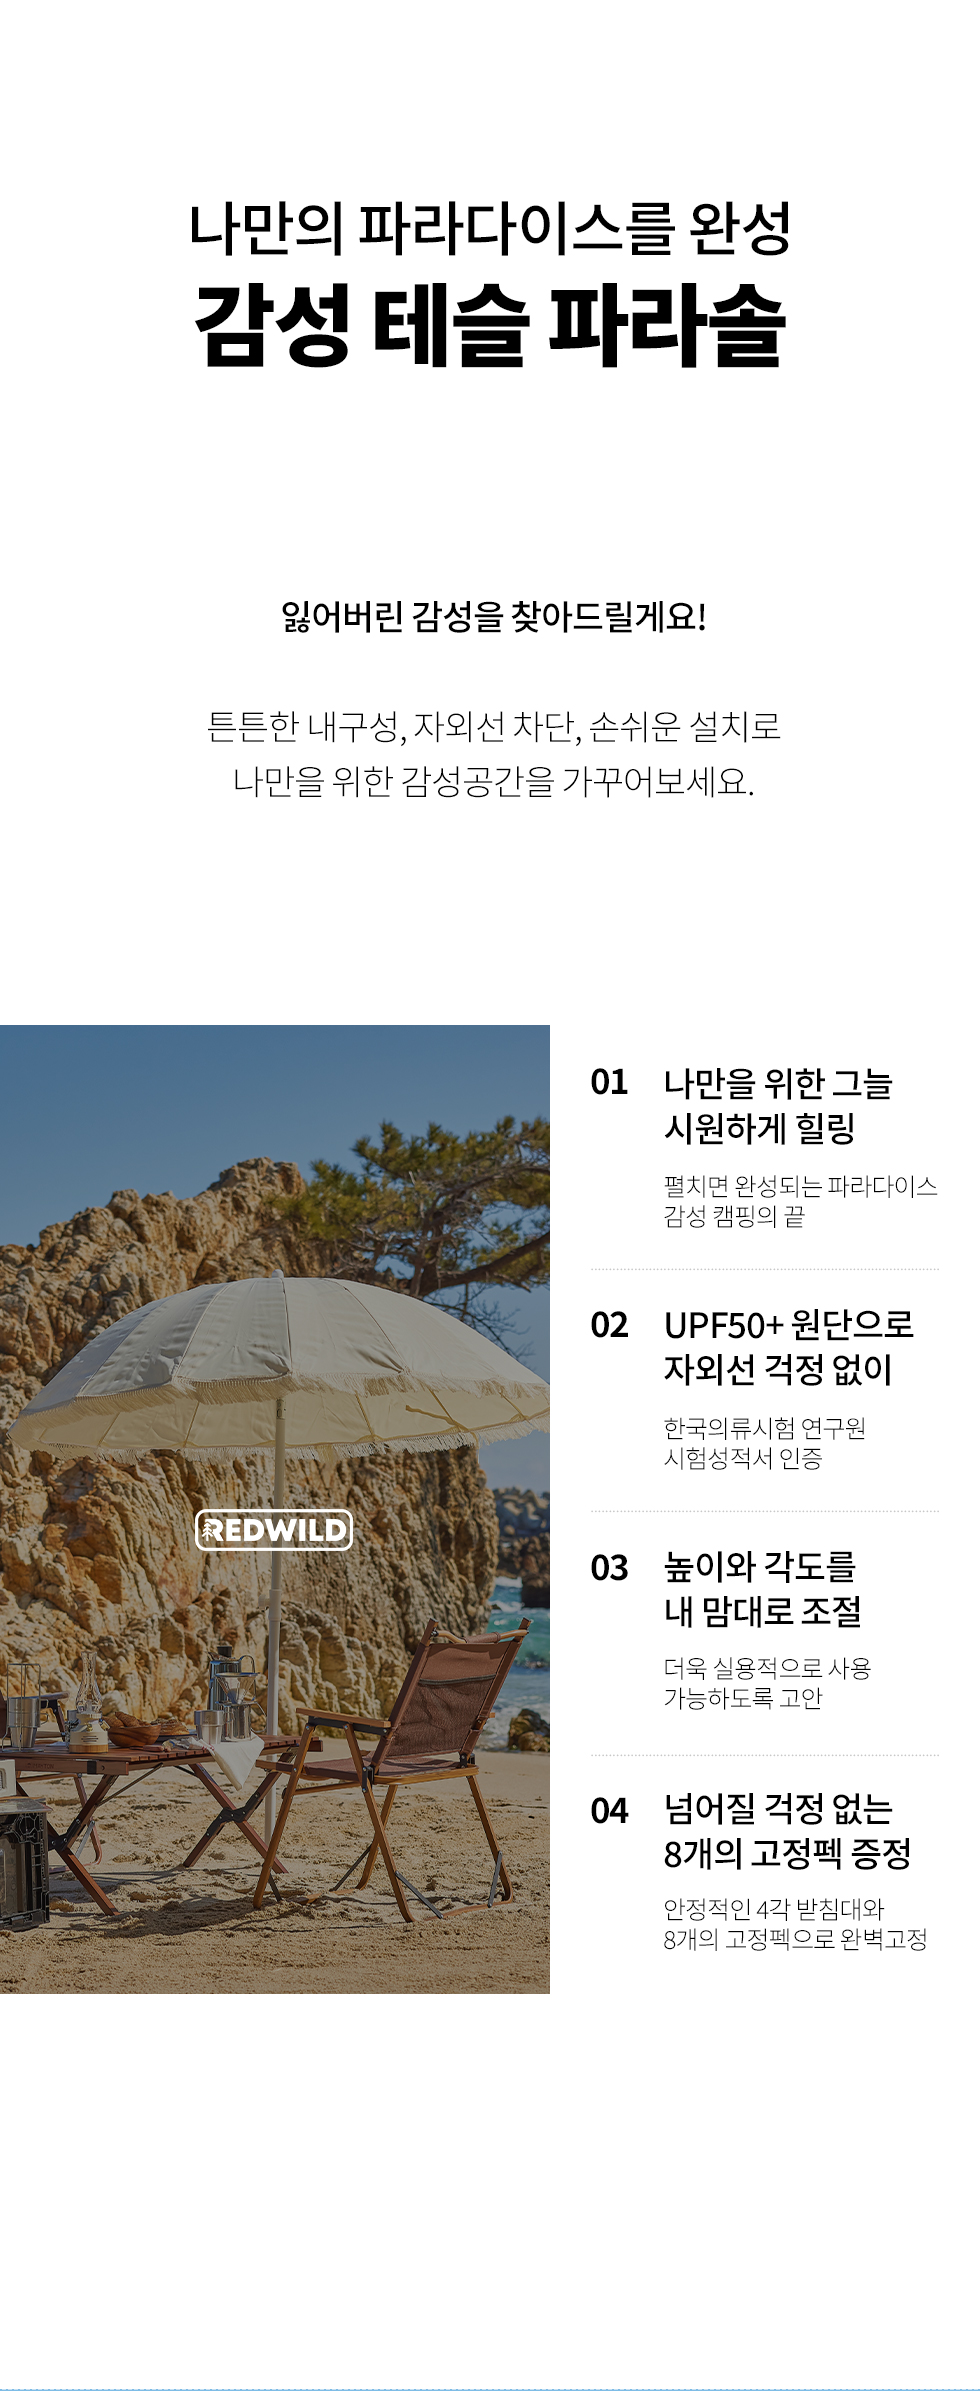 나만의 파라다이스를 완성
감성 테슬 파라솔
잃어버린 감성을 찾아드릴게요!
튼튼한 내구성, 자외선 차단, 손쉬운 설치로
나만을 위한 감성공간을 가꾸어보세요.
REDWILD
01
나만을 위한 그늘
시원하게 힐링
펼치면 완성되는 파라다이스
감성 캠핑의 끝
02
UPF50+ 원단으로
자외선 걱정 없이
한국의류시험 연구원
시험성적서 인증
03
높이와 각도를
내 맘대로 조절
더욱 실용적으로 사용
가능하도록 고안
04
넘어질 걱정 없는
8개의 고정펙 증정
안정적인 4각 받침대와
8개의 고정펙으로 완벽고정